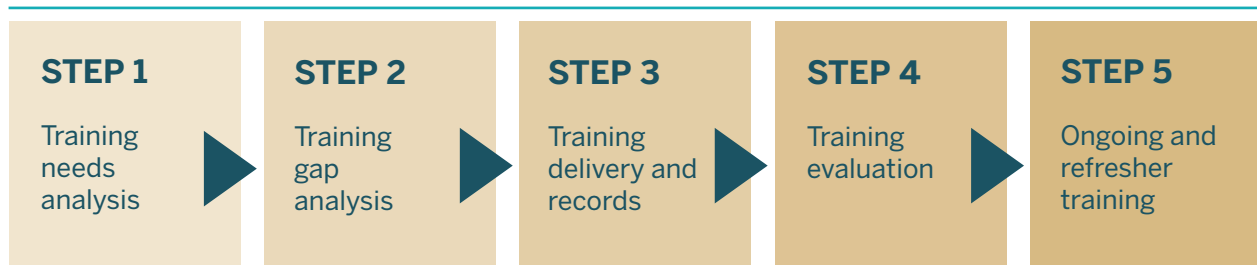 STEP 1
Training
needs
analysis
STEP 2
Training
gap
analysis
STEP 3
Training
delivery and
records
STEP 4
Training
evaluation
STEP 5
Ongoing and
refresher
training